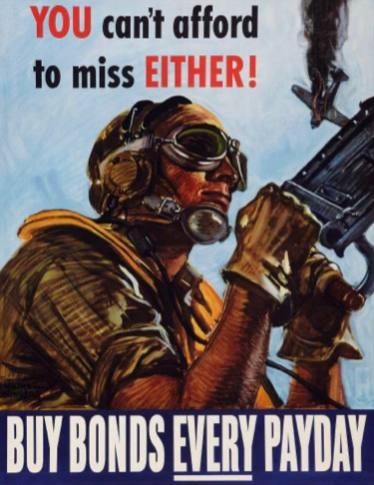 YOU can't afford
to miss EITHER!
BUY BONDS EVERY PAYDAY